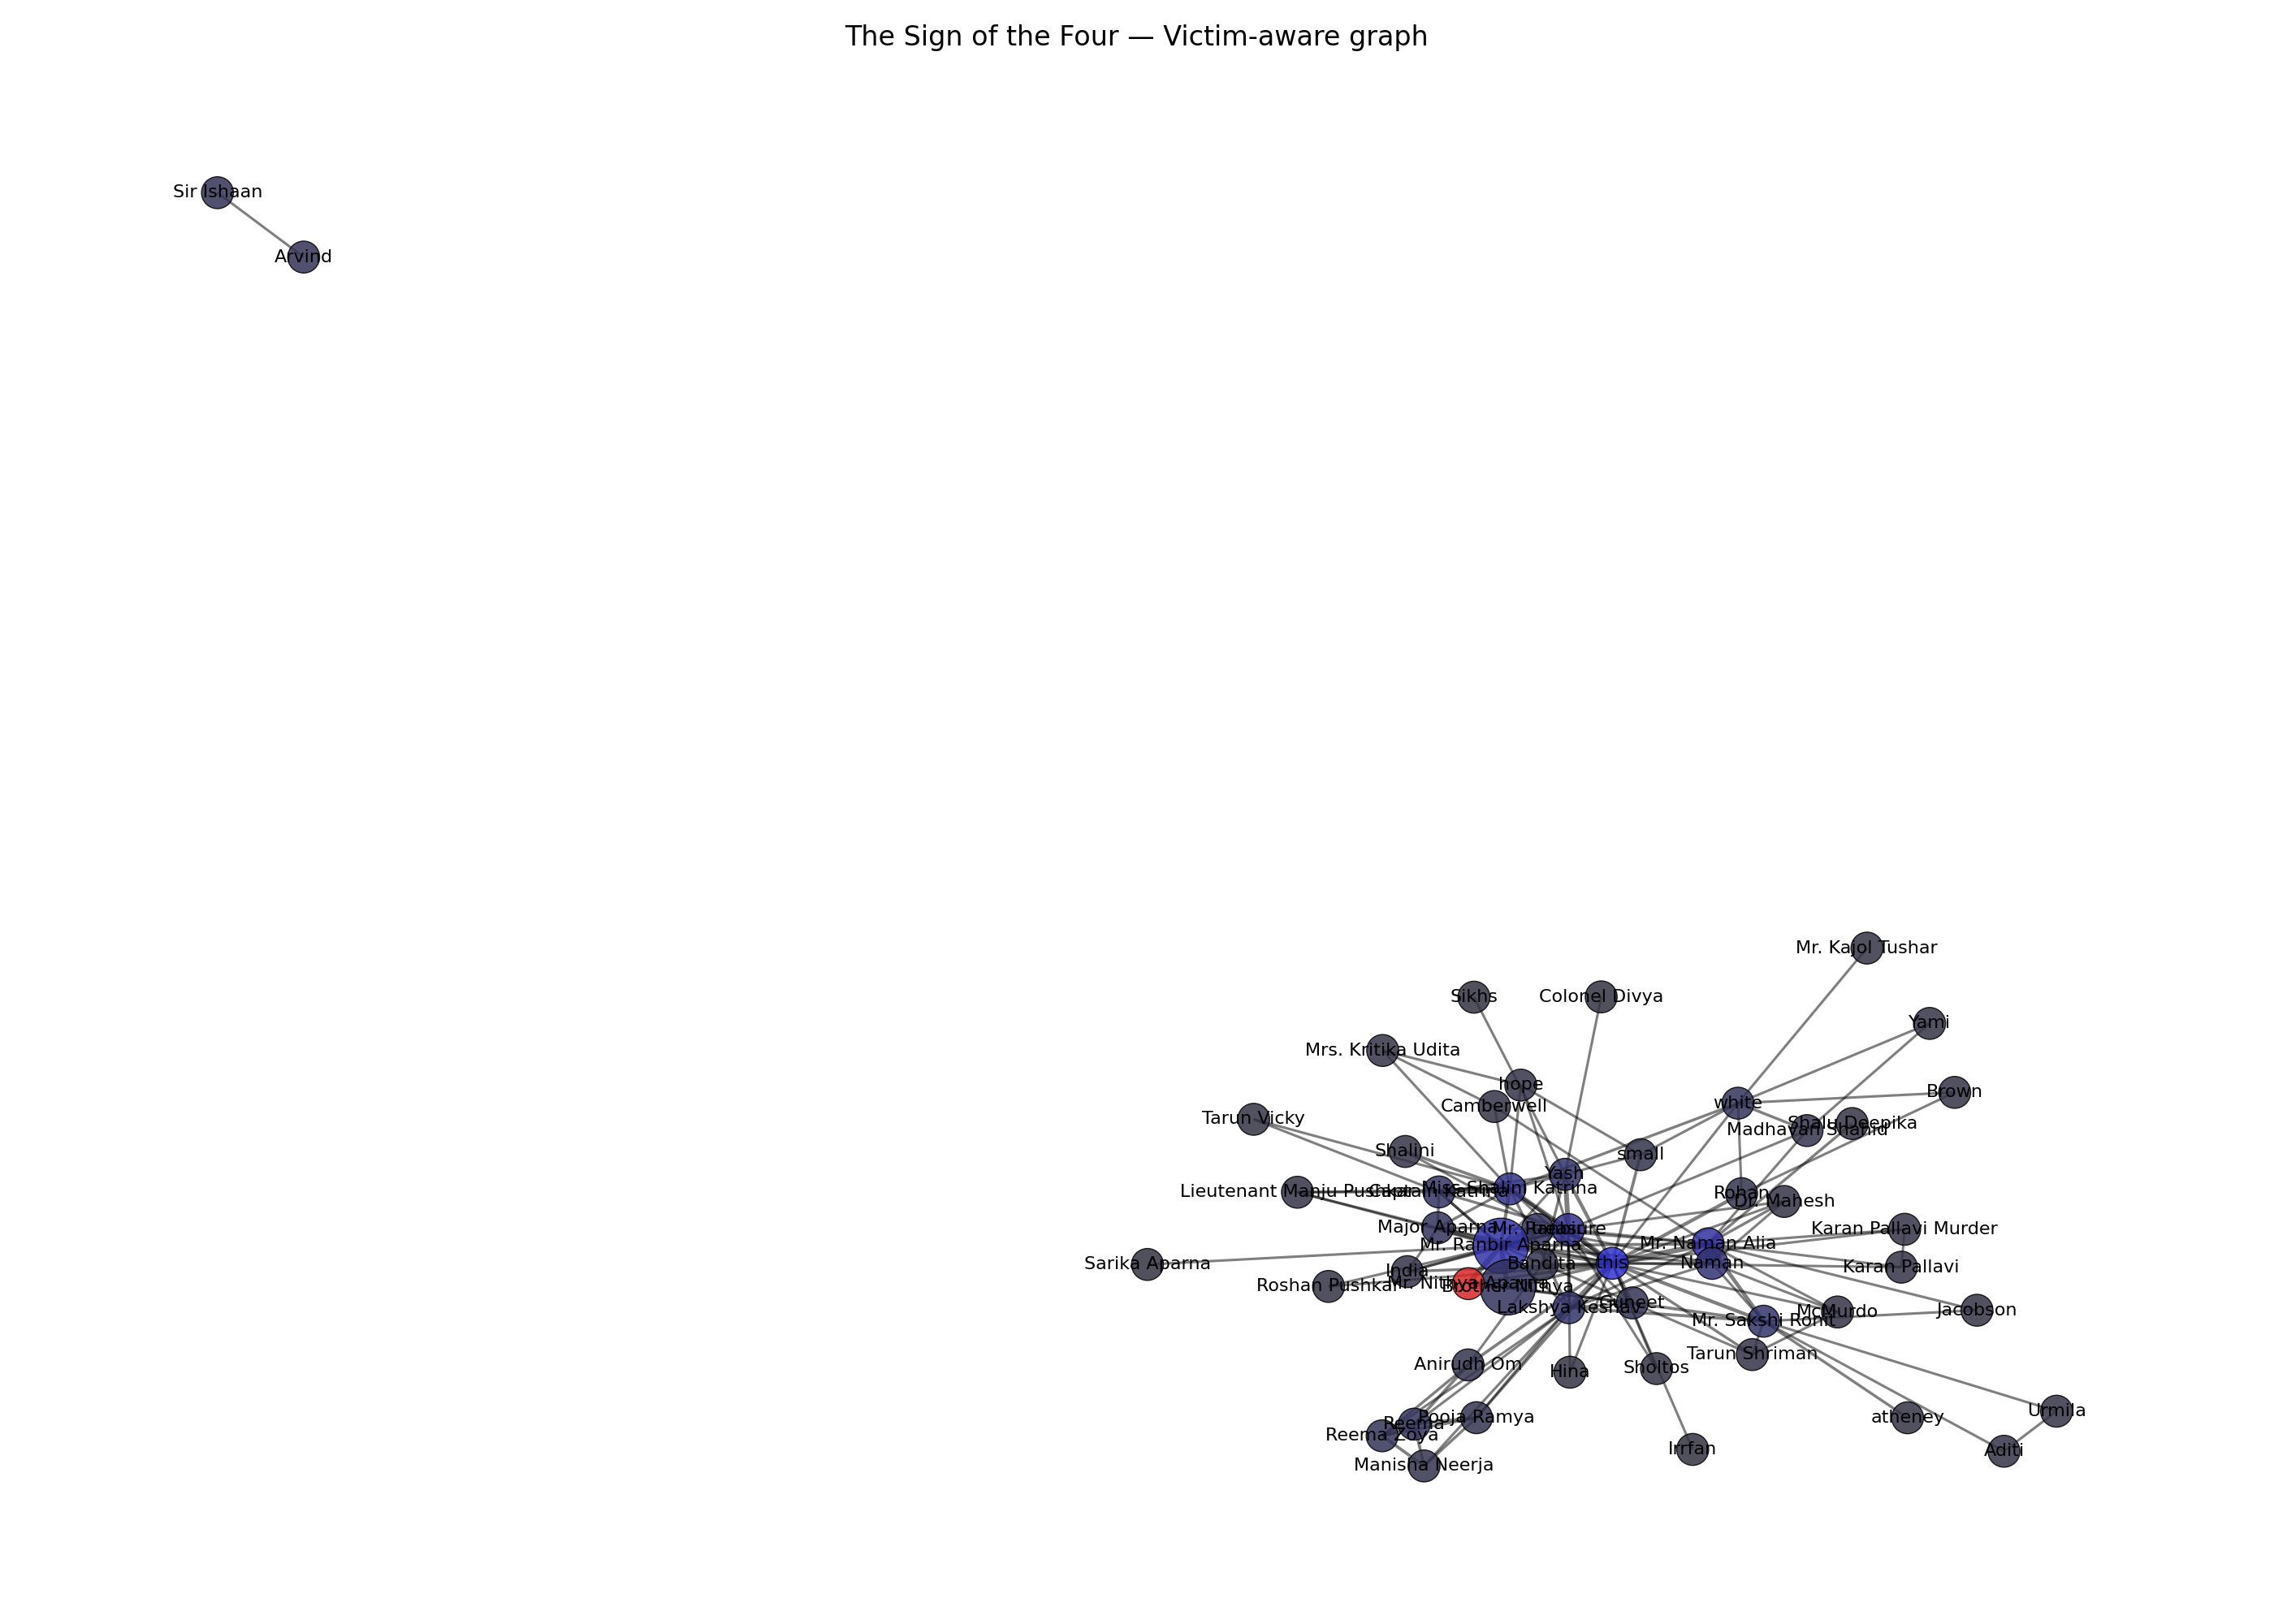 The Sign of the Four — Victim-aware graph
Sir Ishaan
Arvind
Mr. Kajol Tushar
Sikhs
Colonel Divya
Yami
Mrs. Kritika Udita
hope
Brown
white
Camberwell
Tarun Vicky
Shalu Deepika
Madhavan Shahid
Shalini
small
Yash
Miss Shalini Katrina
Lieutenant Manju Pushkar
Captain Katrina
Rohan
Dr. Mahesh
Major Aparna
Mr. Ranbir
treasure
Karan Pallavi Murder
Mr. Ranbir Aparna
Mr. Naman Alia
Sarika Aparna
Bandita
this
Naman
Karan Pallavi
India
Roshan Pushkar
Mr. Nithya Aparna
Brother Nithya
Guneet
Lakshya Keshav
McMurdo
Jacobson
Mr. Sakshi Rohit
Tarun Shriman
Anirudh Om
Hina
Sholtos
Urmila
Pooja Ramya
atheney
Reema
Reema Zoya
Irrfan
Aditi
Manisha Neerja